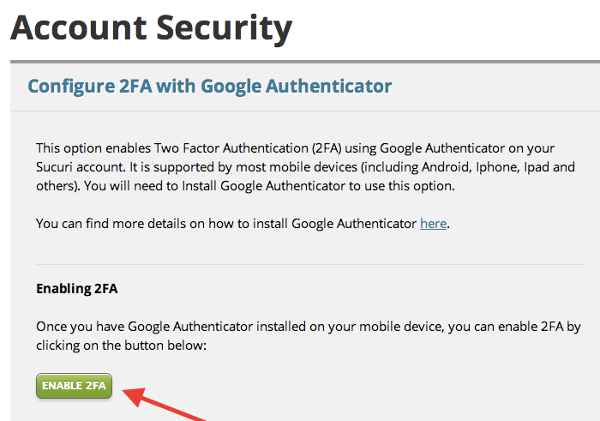 Account Security
Configure 2FA with Google Authenticator
This option enables Two Factor Authentication (2FA) using Google Authenticator on your
Sucuri account. It is supported by most mobile devices (including Android, Iphone, Ipad and
others). You will need to Install Google Authenticator to use this option.
You can find more details on how to install Google Authenticator here.
Enabling 2FA
Once you have Google Authenticator installed on your mobile device, you can enable 2FA by
clicking on the button below:
ENABLE 2FA